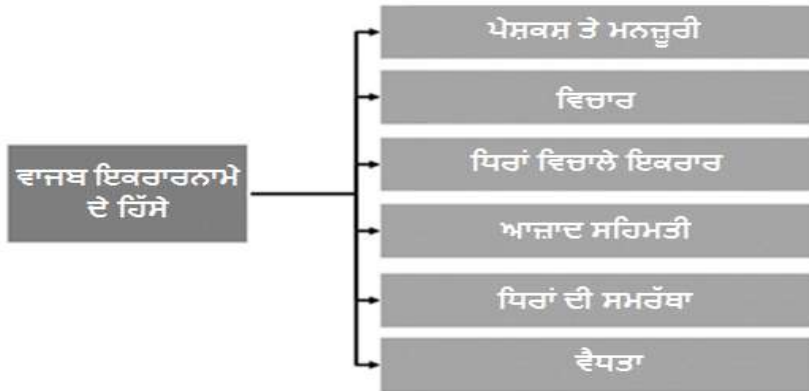 ਵਾਜਬ ਇਕਰਾਰਨਾਮੇ
ਦੇ ਹਿੱਸੇ
ਪੇਸ਼ਕਸ਼ ਤੇ ਮਨਜ਼ੂਰੀ
ਵਿਚਾਰ
ਧਿਰਾਂ ਵਿਚਾਲੇ ਇਕਰਾਰ
ਆਜ਼ਾਦ ਸਹਿਮਤੀ
ਧਿਰਾਂ ਦੀ ਸਮਰੱਥਾ
ਵੈਧਤਾ